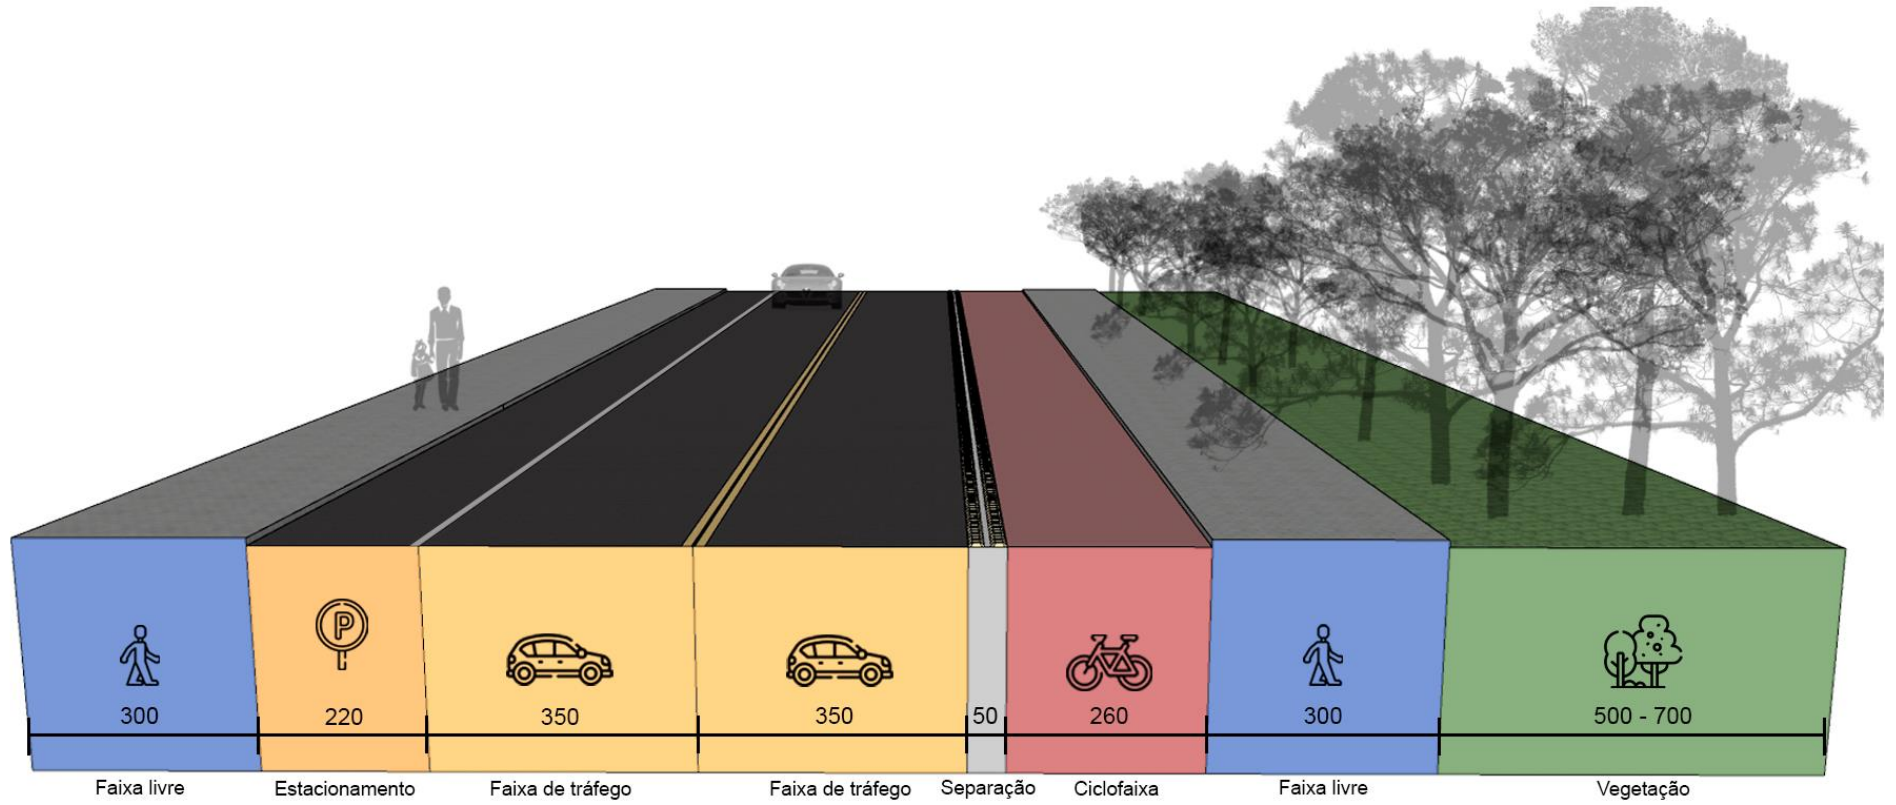 P
300 220 350 350 50 260 300 500 - 700
Faixa livre Estacionamento Faixa de tráfego Faixa de tráfego Separação Ciclofaixa Faixa livre Vegetação